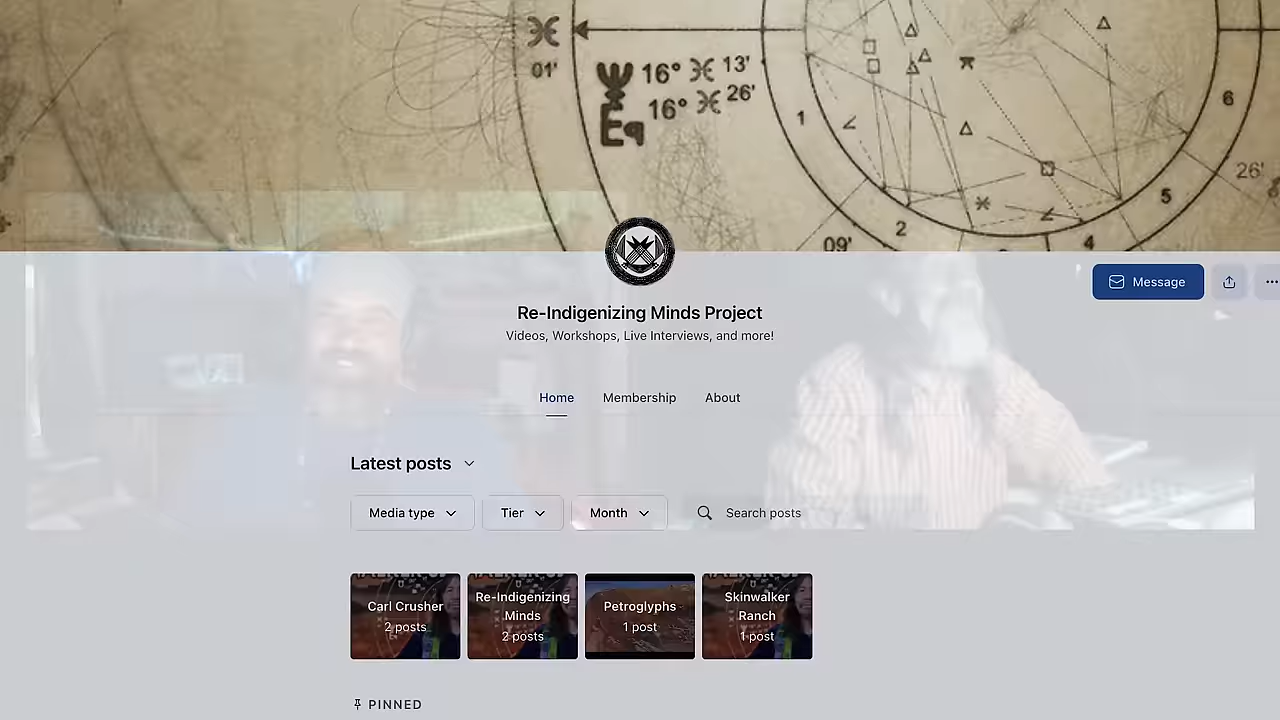 01'
16° ♓ 13'
Eq 16° ♓ 26'
1
2
4
5
6
26'
09'
Message
Re-Indigenizing Minds Project
Videos, Workshops, Live Interviews, and more!
Home Membership About
Latest posts
Media type Tier Month Search posts
Carl Crusher
2 posts
Re-Indigenizing
Minds
2 posts
Petroglyphs
1 post
Skinwalker
Ranch
1 post
PINNED